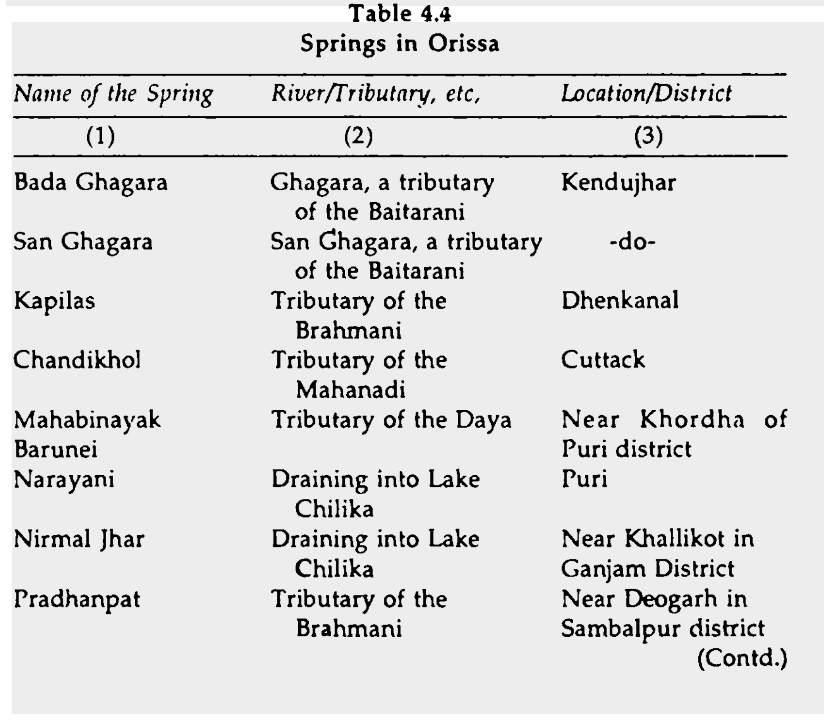 Table 4.4
Springs in Orissa
Name of the Spring River/Tributary, etc, Location/District
(1) (2) (3)
Bada Ghagara Ghagara, a tributary Kendujhar
of the Baitarani
San Ghagara San Ghagara, a tributary -do-
of the Baitarani
Kapilas Tributary of the Dhenkanal
Brahmani
Chandikhol Tributary of the Cuttack
Mahanadi
Mahabinayak Tributary of the Daya Near Khordha of
Barunei Puri district
Narayani Draining into Lake Puri
Chilika
Nirmal Jhar Draining into Lake Near Khallikot in
Chilika Ganjam District
Pradhanpat Tributary of the Near Deogarh in
Brahmani Sambalpur district
(Contd.)